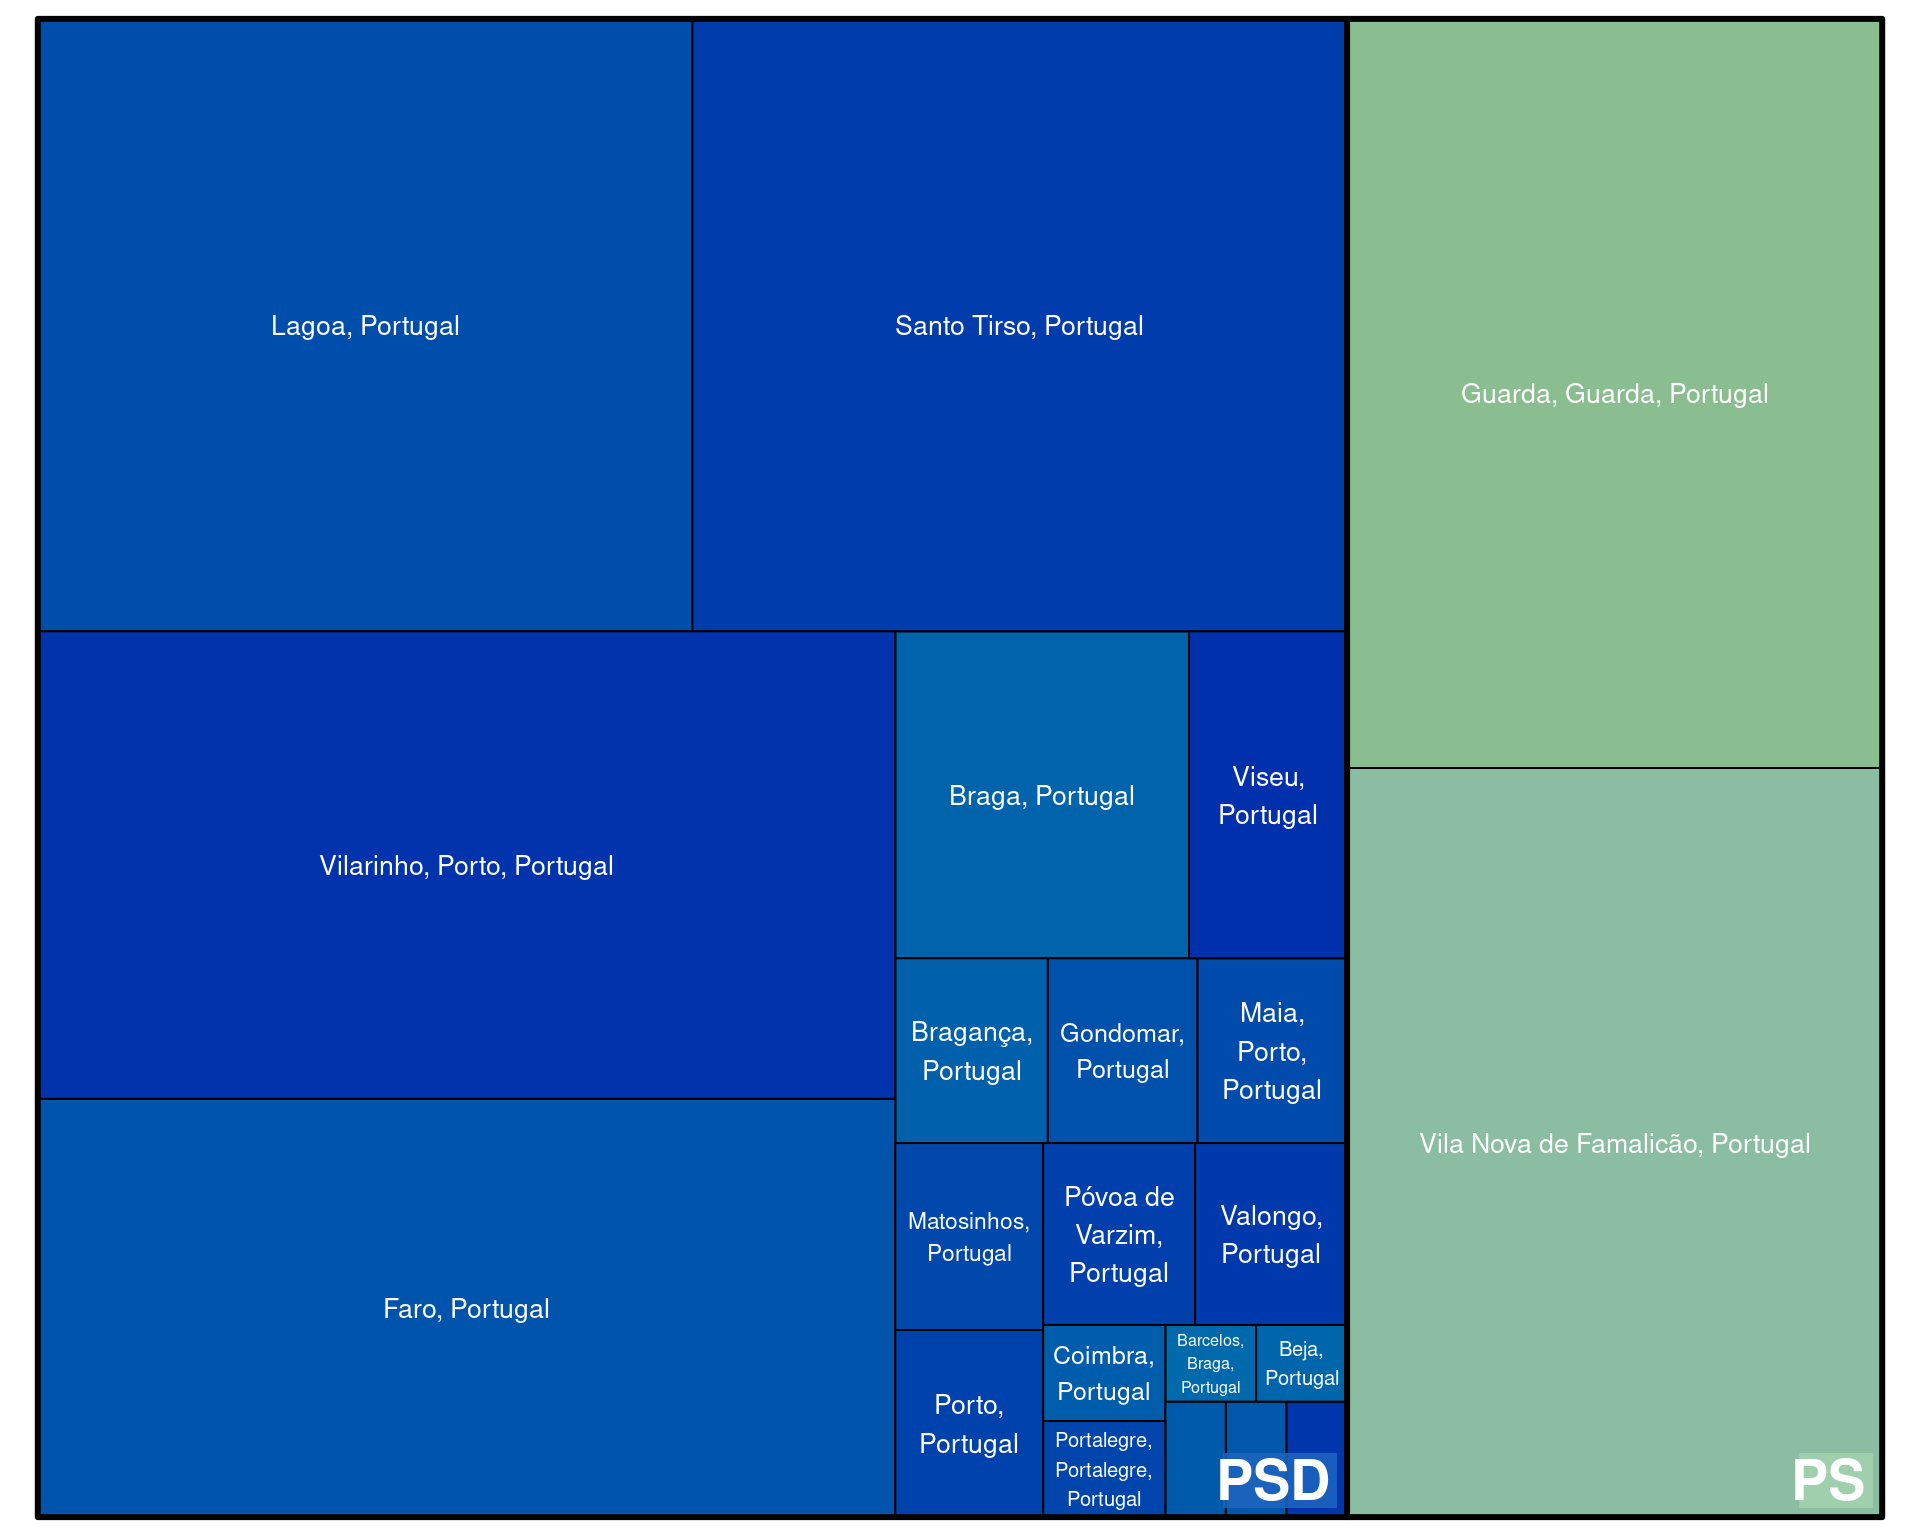 Lagoa, Portugal
Santo Tirso, Portugal
Guarda, Guarda, Portugal
Vilarinho, Porto, Portugal
Braga, Portugal
Viseu,
Portugal
Bragança,
Portugal
Gondomar,
Portugal
Maia,
Porto,
Portugal
Vila Nova de Famalicão, Portugal
Matosinhos,
Portugal
Póvoa de
Varzim,
Portugal
Valongo,
Portugal
Faro, Portugal
Porto,
Portugal
Coimbra,
Portugal
Barcelos,
Braga,
Portugal
Beja,
Portugal
Portalegre,
Portalegre,
Portugal
PSD
PS